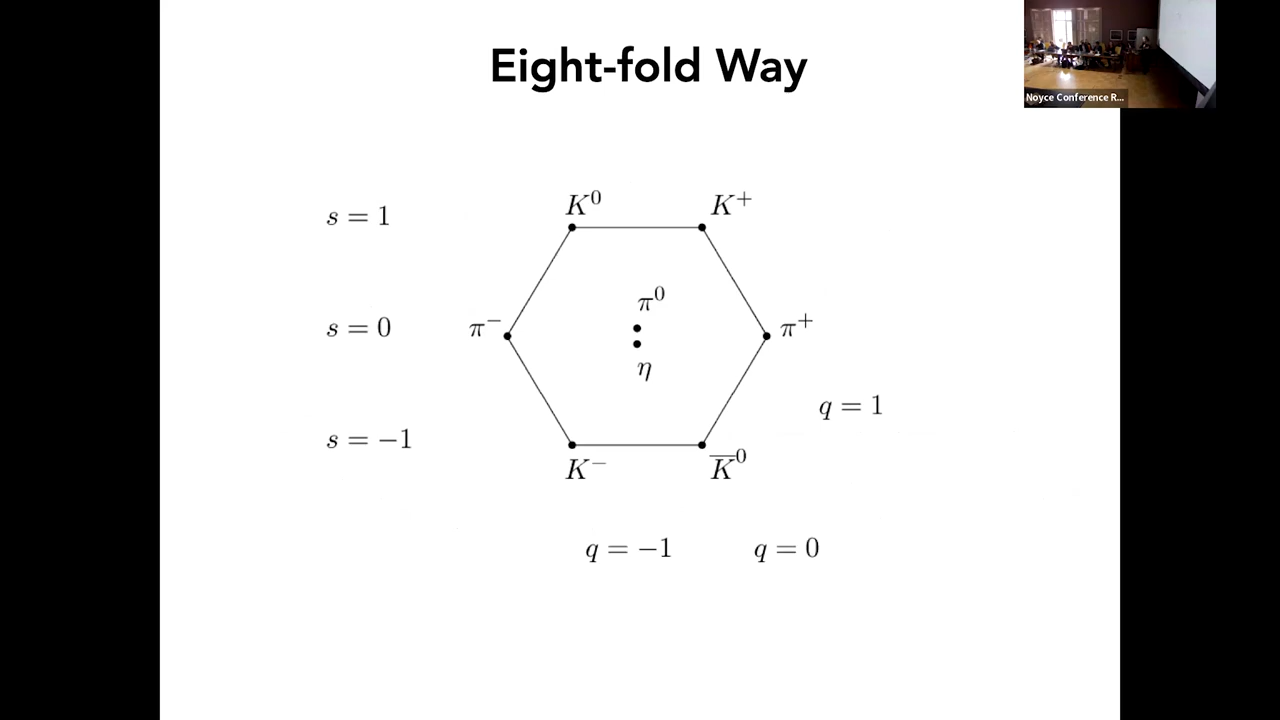 Eight-fold Way
Noyce Conference R...
K⁰ K⁺
s = 1
π⁰
s = 0 π⁻ π⁺
η
q = 1
s = −1
K⁻ K̅⁰
q = −1 q = 0